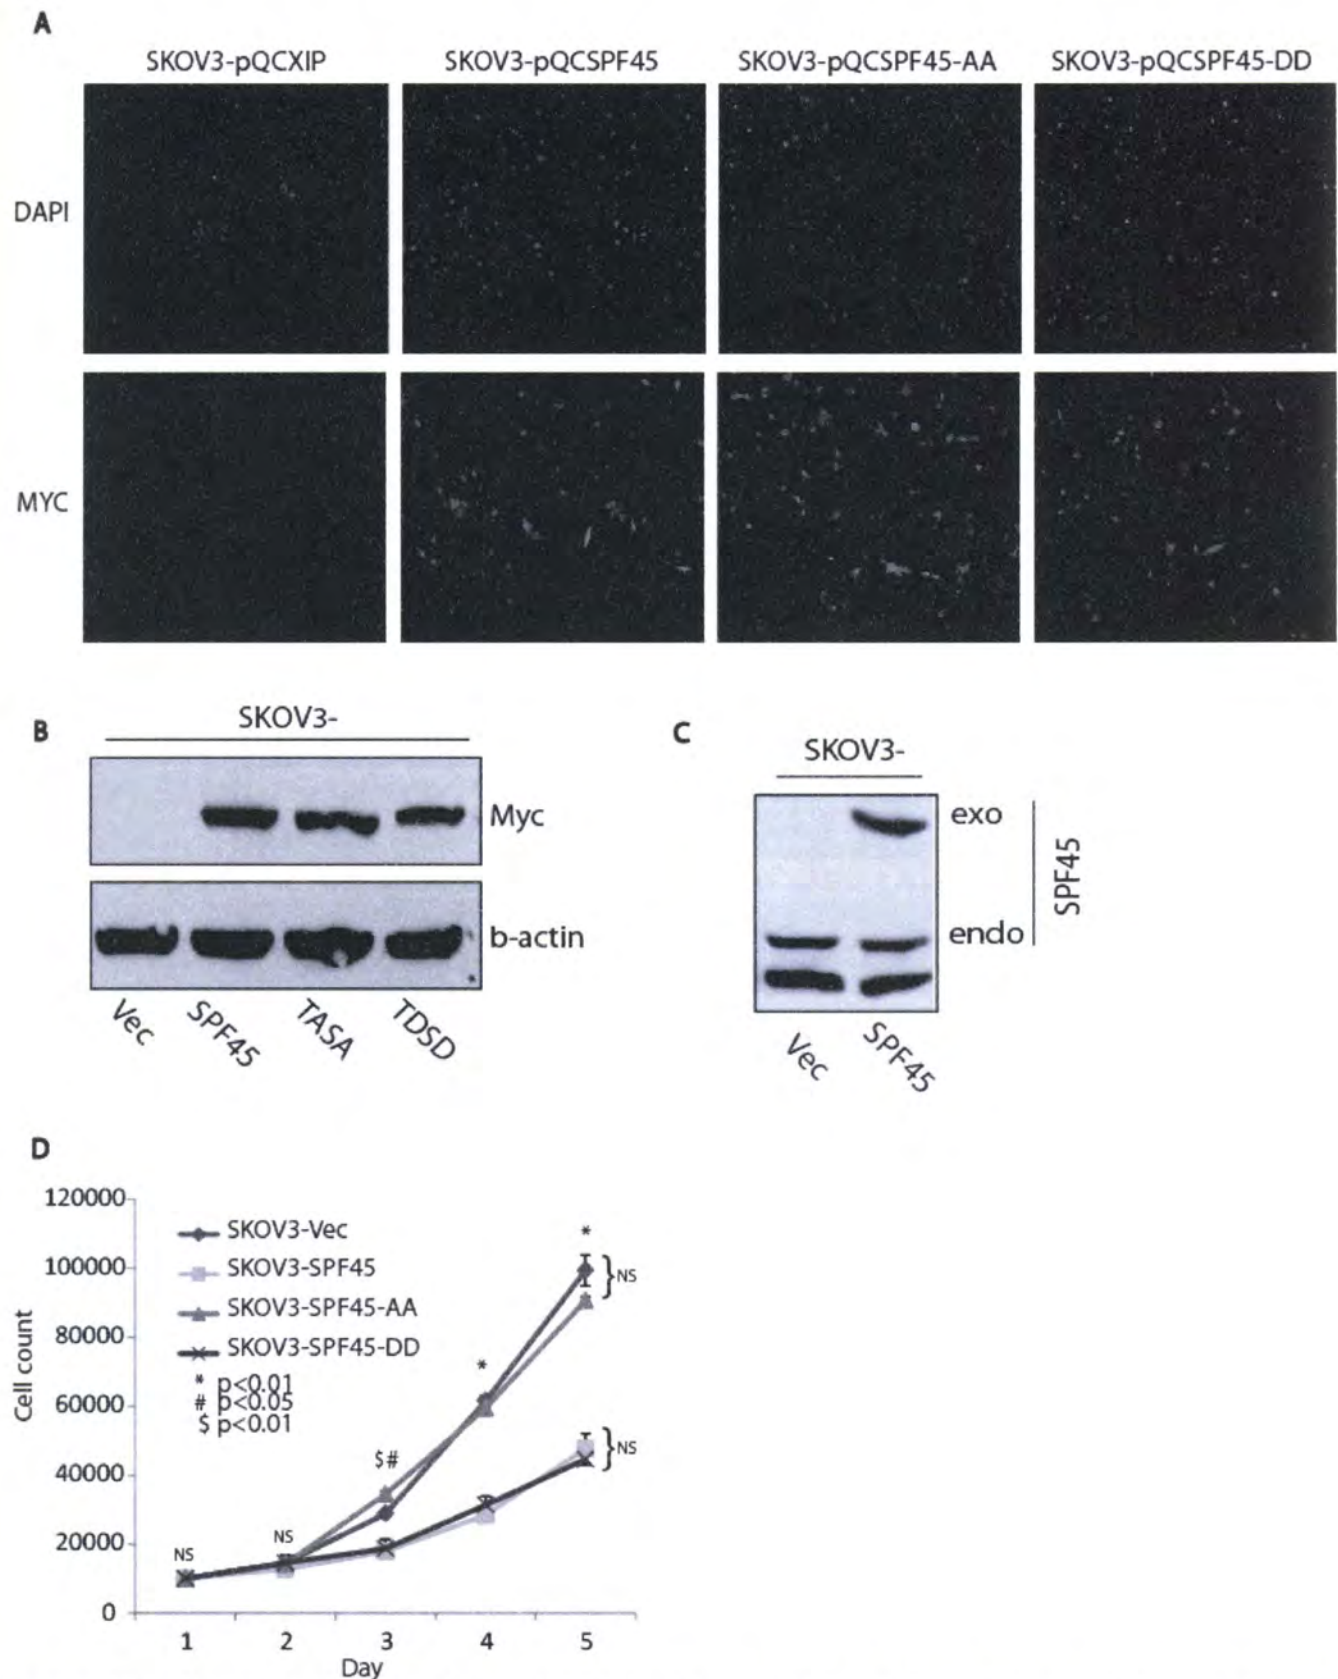 A
SKOV3-pQCXIP SKOV3-pQCSPF45 SKOV3-pQCSPF45-AA SKOV3-pQCSPF45-DD
DAPI
MYC
B
SKOV3-
Myc
b-actin
Vec SPF45 TASA TDSD
C
SKOV3-
exo
endo
SPF45
Vec SPF45
D
120000
100000
80000
60000
40000
20000
0
Cell count
SKOV3-Vec
SKOV3-SPF45
SKOV3-SPF45-AA
SKOV3-SPF45-DD
* p<0.01
# p<0.05
$ p<0.01
NS
NS
$ #
*
*
} NS
} NS
1 2 3 4 5
Day